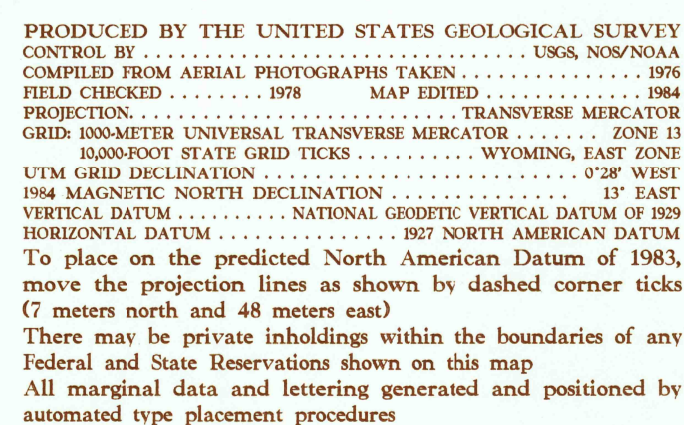 PRODUCED BY THE UNITED STATES GEOLOGICAL SURVEY
CONTROL BY . . . . . . . . . . . . . . . . . . . . . . . . . . . . . . . . . USGS, NOS/NOAA
COMPILED FROM AERIAL PHOTOGRAPHS TAKEN . . . . . . . . . . . . . . . 1976
FIELD CHECKED . . . . . . . . 1978 MAP EDITED . . . . . . . . . . . . . 1984
PROJECTION. . . . . . . . . . . . . . . . . . . . . . . . . . . . TRANSVERSE MERCATOR
GRID: 1000-METER UNIVERSAL TRANSVERSE MERCATOR . . . . . . . ZONE 13
10,000-FOOT STATE GRID TICKS . . . . . . . . . . WYOMING, EAST ZONE
UTM GRID DECLINATION . . . . . . . . . . . . . . . . . . . . . . . . . . . . 0°28' WEST
1984 MAGNETIC NORTH DECLINATION . . . . . . . . . . . . . . . 13° EAST
VERTICAL DATUM . . . . . . . . . . NATIONAL GEODETIC VERTICAL DATUM OF 1929
HORIZONTAL DATUM . . . . . . . . . . . . . . . 1927 NORTH AMERICAN DATUM
To place on the predicted North American Datum of 1983,
move the projection lines as shown by dashed corner ticks
(7 meters north and 48 meters east)
There may be private inholdings within the boundaries of any
Federal and State Reservations shown on this map
All marginal data and lettering generated and positioned by
automated type placement procedures